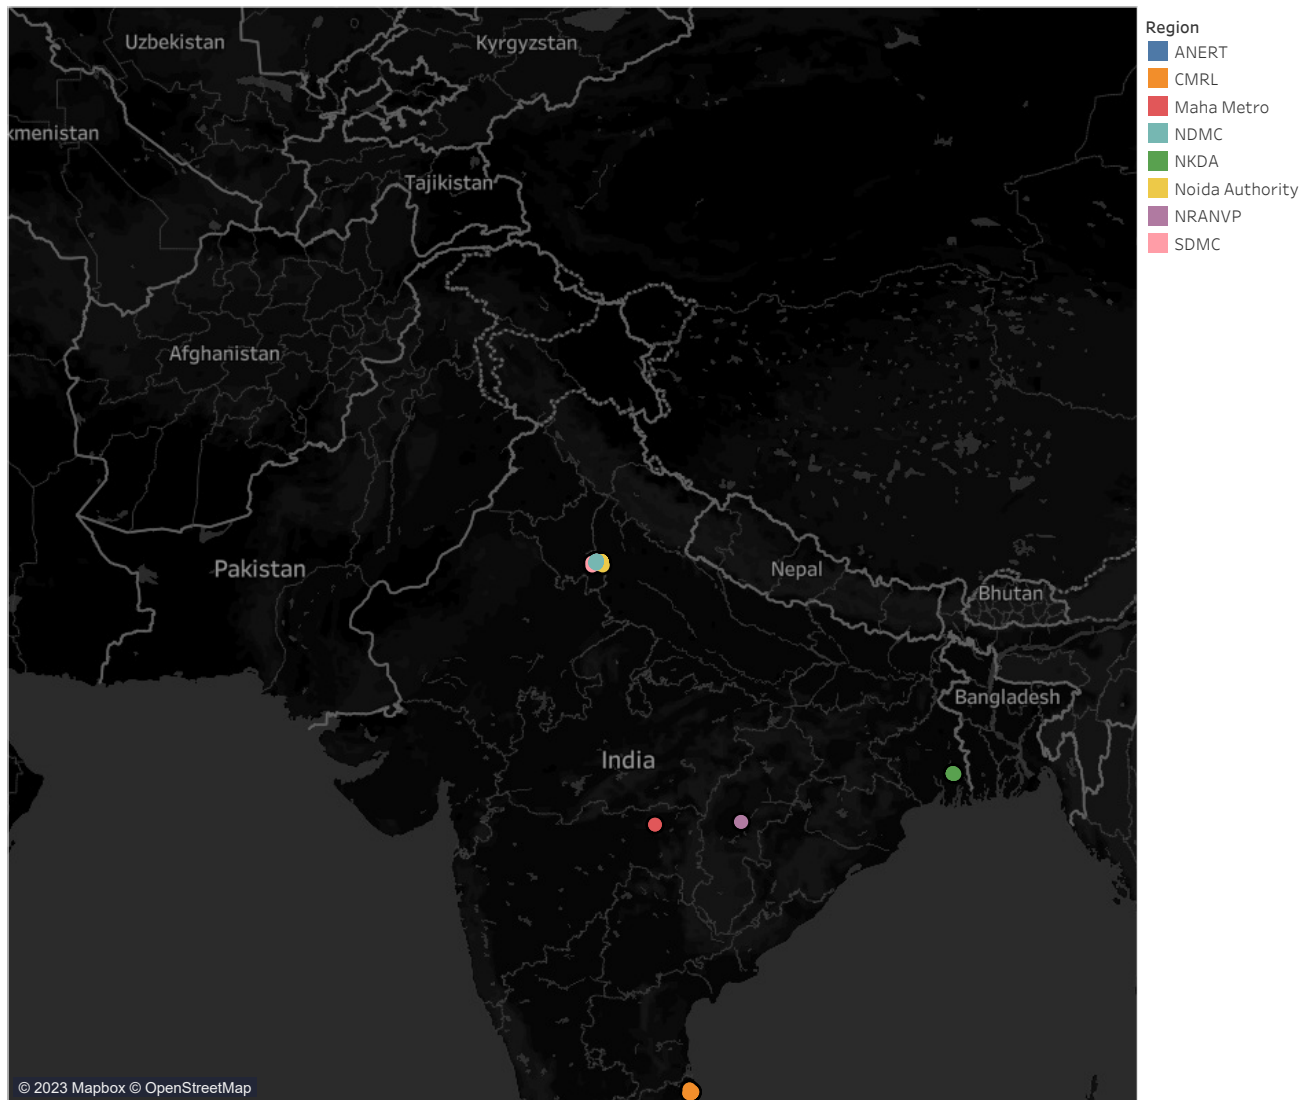 Uzbekistan
Kyrgyzstan
kmenistan
Tajikistan
Afghanistan
Pakistan
Nepal
Bhutan
Bangladesh
India
© 2023 Mapbox © OpenStreetMap
Region
ANERT
CMRL
Maha Metro
NDMC
NKDA
Noida Authority
NRANVP
SDMC